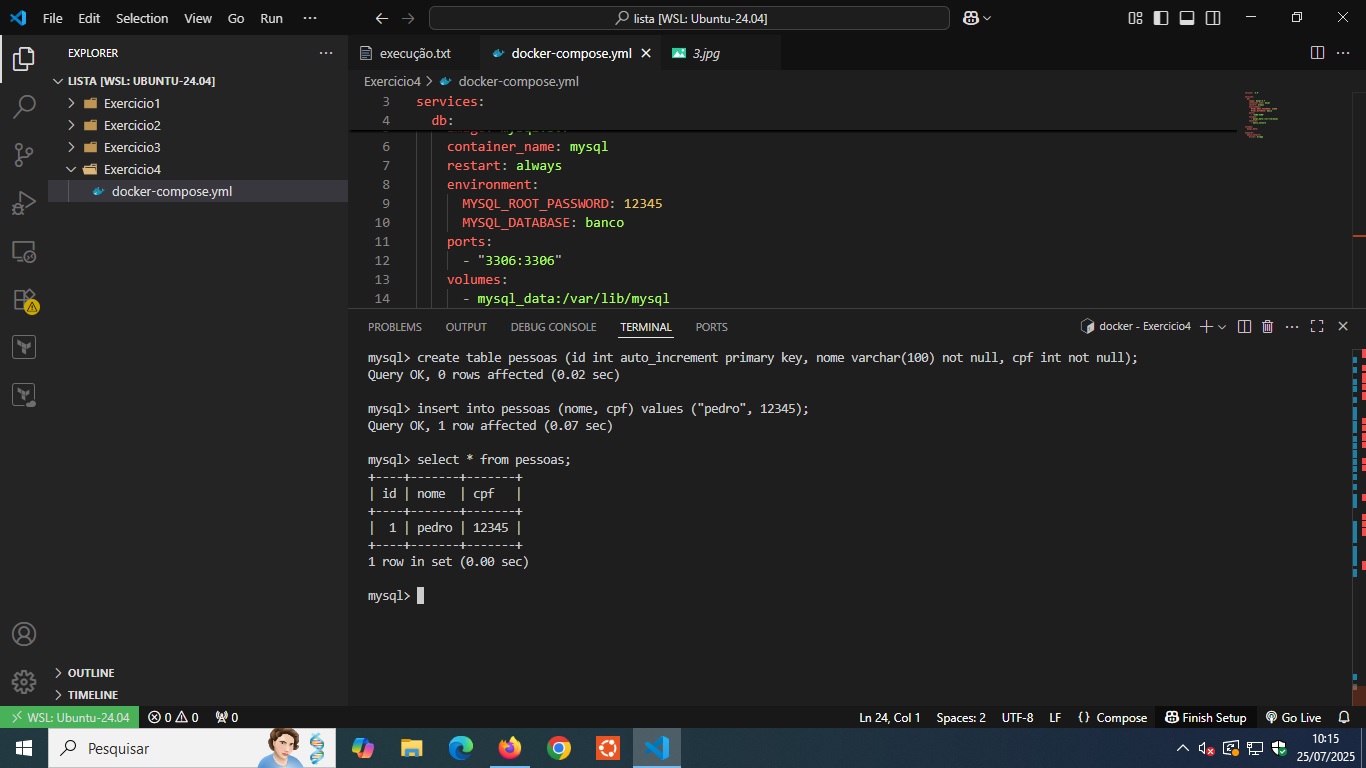 File Edit Selection View Go Run ···
lista [WSL: Ubuntu-24.04]
EXPLORER ···
LISTA [WSL: UBUNTU-24.04]
Exercicio1
Exercicio2
Exercicio3
Exercicio4
docker-compose.yml
OUTLINE
TIMELINE
execução.txt docker-compose.yml 3.jpg
Exercicio4 > docker-compose.yml
3 services:
4 db:
6 container_name: mysql
7 restart: always
8 environment:
9 MYSQL_ROOT_PASSWORD: 12345
10 MYSQL_DATABASE: banco
11 ports:
12 - "3306:3306"
13 volumes:
14 - mysql_data:/var/lib/mysql
PROBLEMS OUTPUT DEBUG CONSOLE TERMINAL PORTS docker - Exercicio4
mysql> create table pessoas (id int auto_increment primary key, nome varchar(100) not null, cpf int not null);
Query OK, 0 rows affected (0.02 sec)
mysql> insert into pessoas (nome, cpf) values ("pedro", 12345);
Query OK, 1 row affected (0.07 sec)
mysql> select * from pessoas;
+----+-------+-------+
| id | nome  | cpf   |
+----+-------+-------+
|  1 | pedro | 12345 |
+----+-------+-------+
1 row in set (0.00 sec)
mysql>
WSL: Ubuntu-24.04 0 0 0 Ln 24, Col 1 Spaces: 2 UTF-8 LF {} Compose Finish Setup Go Live
Pesquisar
10:15
25/07/2025